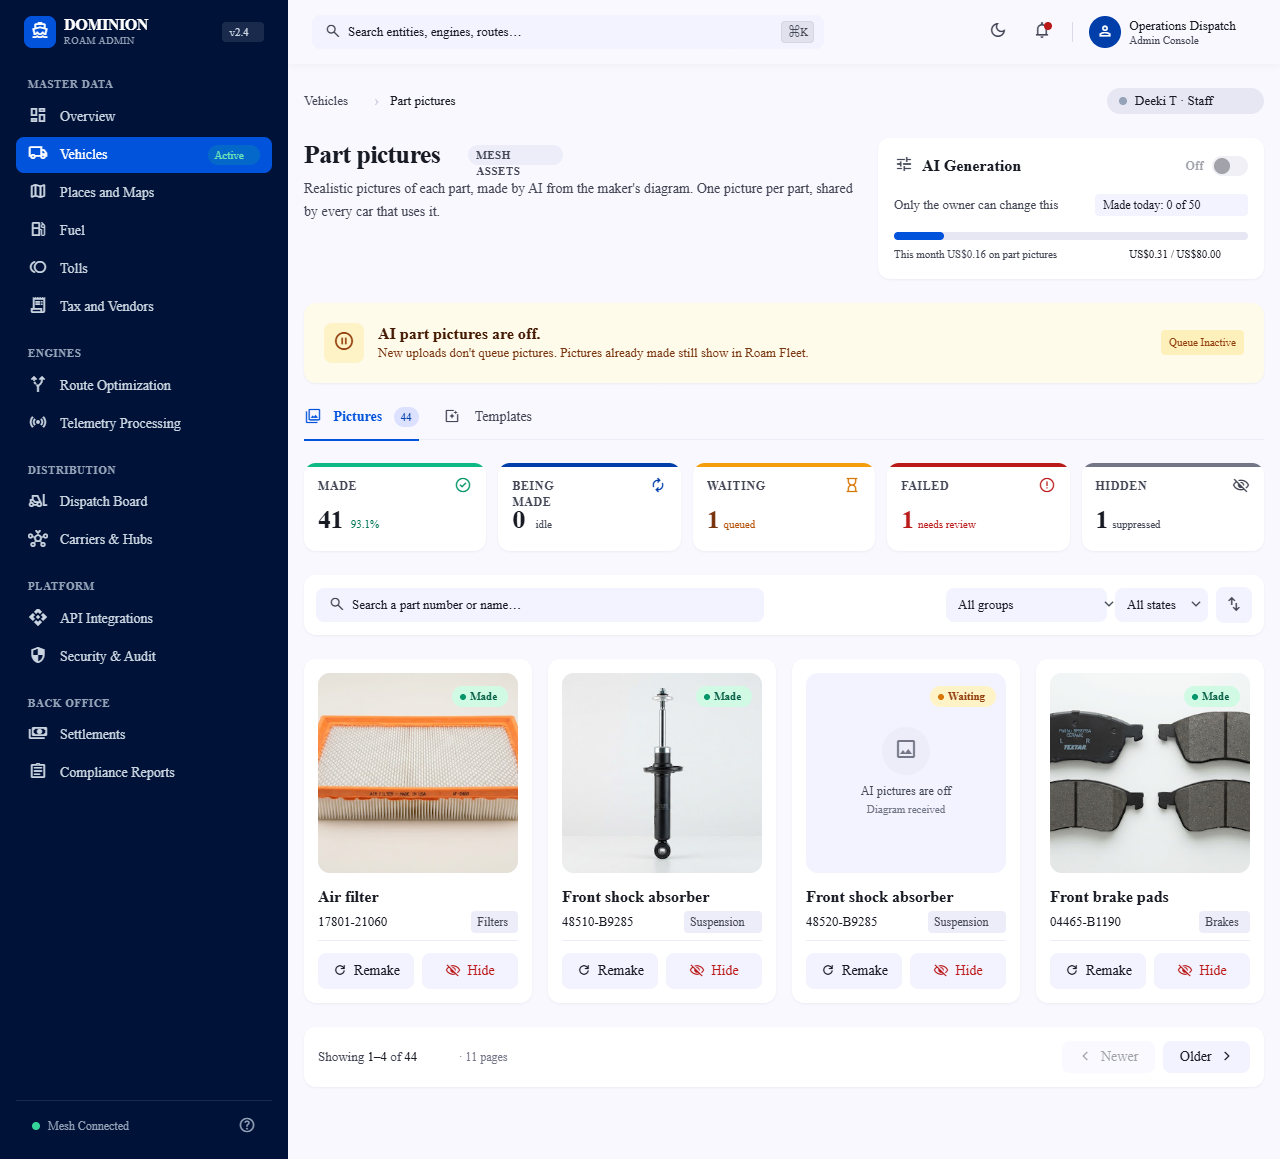 DOMINION
ROAM ADMIN
v2.4
MASTER DATA
Overview
Vehicles
Active
Places and Maps
Fuel
Tolls
Tax and Vendors
ENGINES
Route Optimization
Telemetry Processing
DISTRIBUTION
Dispatch Board
Carriers & Hubs
PLATFORM
API Integrations
Security & Audit
BACK OFFICE
Settlements
Compliance Reports
Mesh Connected
Search entities, engines, routes…
⌘K
Operations Dispatch
Admin Console
Vehicles › Part pictures
Deeki T · Staff
Part pictures
MESH
ASSETS
Realistic pictures of each part, made by AI from the maker's diagram. One picture per part, shared
by every car that uses it.
AI Generation
Off
Only the owner can change this
Made today: 0 of 50
This month US$0.16 on part pictures
US$0.31 / US$80.00
AI part pictures are off.
New uploads don't queue pictures. Pictures already made still show in Roam Fleet.
Queue Inactive
Pictures 44
Templates
MADE
41 93.1%
BEING
MADE
0 idle
WAITING
1 queued
FAILED
1 needs review
HIDDEN
1 suppressed
Search a part number or name…
All groups
All states
Made
AIR FILTER - MADE IN USA
Air filter
17801-21060
Filters
Remake
Hide
Made
Front shock absorber
48510-B9285
Suspension
Remake
Hide
Waiting
AI pictures are off
Diagram received
Front shock absorber
48520-B9285
Suspension
Remake
Hide
Made
L R
TEXTAR
Front brake pads
04465-B1190
Brakes
Remake
Hide
Showing 1–4 of 44 · 11 pages
Newer
Older